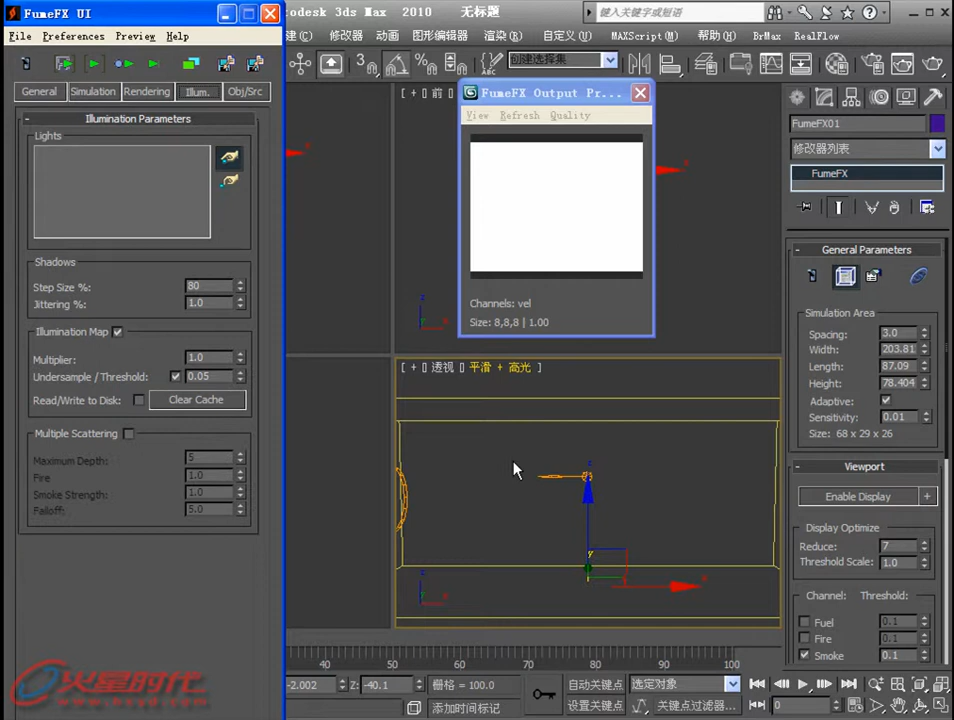 FumeFX UI
File Preferences Preview Help
General Simulation Rendering Illum. Obj/Src
- Illumination Parameters
Lights
Shadows
Step Size %: 80
Jittering %: 1.0
Illumination Map
Multiplier: 1.0
Undersample / Threshold: 0.05
Read/Write to Disk: Clear Cache
Multiple Scattering
Maximum Depth: 5
Fire 1.0
Smoke Strength: 1.0
Falloff: 5.0
火星时代
utodesk 3ds Max 2010 无标题
键入关键字或短语
建(C) 修改器 动画 图形编辑器 渲染(R) 自定义(U) MAXScript(M) 帮助(H) BrMax RealFlow
创建选择集
[ + 0 前
FumeFX Output Pr...
View Refresh Quality
Channels: vel
Size: 8,8,8 | 1.00
[ + 0 透视 0 平滑 + 高光 ]
x
z
y
FumeFX01
修改器列表
FumeFX
- General Parameters
Simulation Area
Spacing: 3.0
Width: 203.81
Length: 87.09
Height: 78.404
Adaptive:
Sensitivity: 0.01
Size: 68 x 29 x 26
- Viewport
Enable Display +
Display Optimize
Reduce: 7
Threshold Scale: 1.0
Channel: Threshold:
Fuel 0.1
Fire 0.1
Smoke 0.1
40 50 60 70 80 90 100
-2.002 Z: -40.1 栅格 = 100.0
添加时间标记
自动关键点 选定对象
设置关键点 关键点过滤器...
0